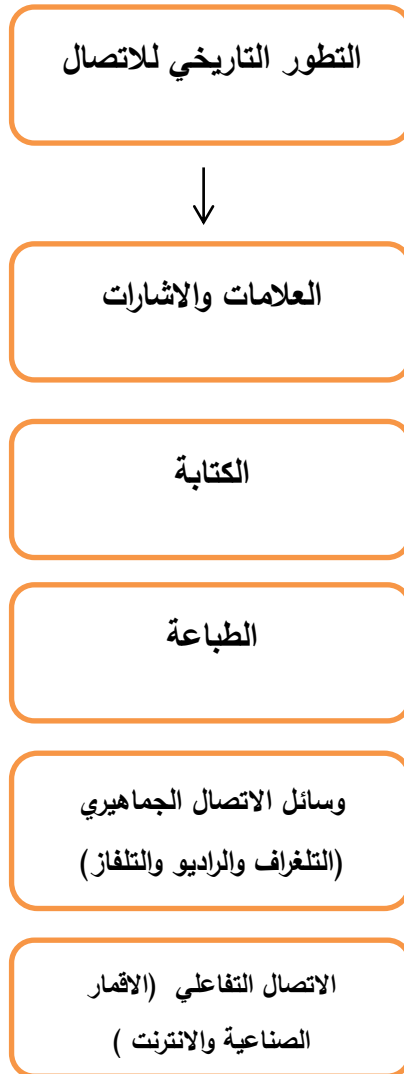 التطور التاريخي للاتصال
العلامات والاشارات
الكتابة
الطباعة
وسائل الاتصال الجماهيري
(التلغراف والراديو والتلفاز)
الاتصال التفاعلي (الاقمار
الصناعية والانترنت )